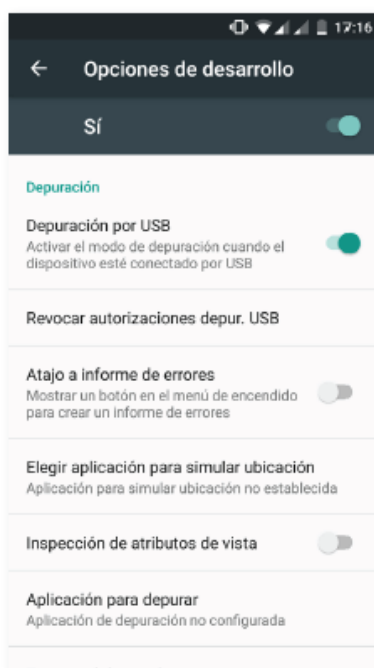 17:16
Opciones de desarrollo
Sí
Depuración
Depuración por USB
Activar el modo de depuración cuando el
dispositivo esté conectado por USB
Revocar autorizaciones depur. USB
Atajo a informe de errores
Mostrar un botón en el menú de encendido
para crear un informe de errores
Elegir aplicación para simular ubicación
Aplicación para simular ubicación no establecida
Inspección de atributos de vista
Aplicación para depurar
Aplicación de depuración no configurada